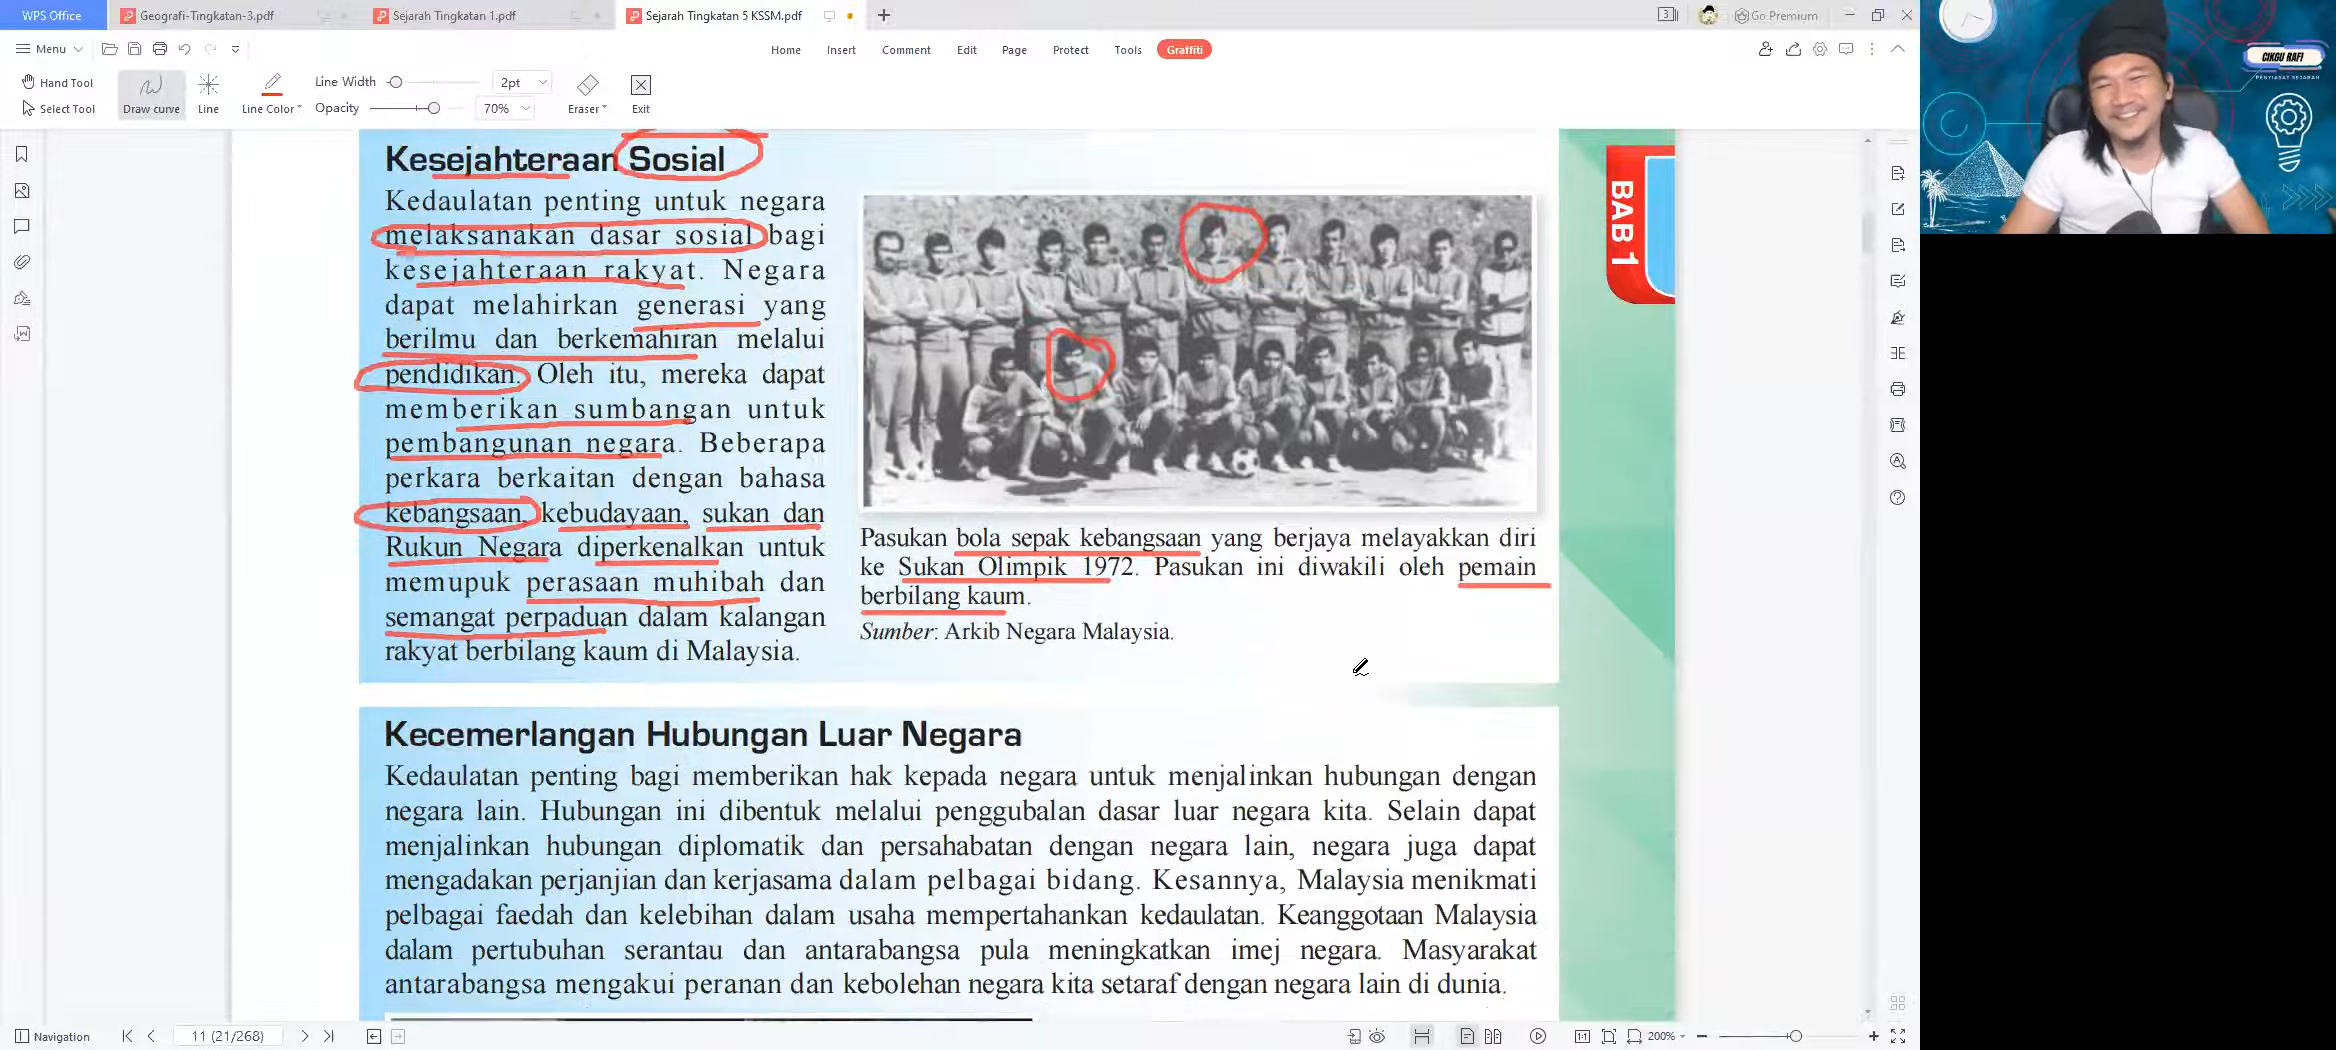 WPS Office
Geografi-Tingkatan-3.pdf
Sejarah Tingkatan 1.pdf
Sejarah Tingkatan 5 KSSM.pdf
3
Go Premium
Menu
Home Insert Comment Edit Page Protect Tools Graffiti
Hand Tool
Select Tool
Draw curve
Line
Line Color
Line Width 2pt
Opacity 70%
Eraser
Exit
CIKGU RAFI
PENYIASAT SEJARAH
BAB 1
Kesejahteraan Sosial
Kedaulatan penting untuk negara
melaksanakan dasar sosial bagi
kesejahteraan rakyat. Negara
dapat melahirkan generasi yang
berilmu dan berkemahiran melalui
pendidikan. Oleh itu, mereka dapat
memberikan sumbangan untuk
pembangunan negara. Beberapa
perkara berkaitan dengan bahasa
kebangsaan, kebudayaan, sukan dan
Rukun Negara diperkenalkan untuk
memupuk perasaan muhibah dan
semangat perpaduan dalam kalangan
rakyat berbilang kaum di Malaysia.
Pasukan bola sepak kebangsaan yang berjaya melayakkan diri
ke Sukan Olimpik 1972. Pasukan ini diwakili oleh pemain
berbilang kaum.
Sumber: Arkib Negara Malaysia.
Kecemerlangan Hubungan Luar Negara
Kedaulatan penting bagi memberikan hak kepada negara untuk menjalinkan hubungan dengan
negara lain. Hubungan ini dibentuk melalui penggubalan dasar luar negara kita. Selain dapat
menjalinkan hubungan diplomatik dan persahabatan dengan negara lain, negara juga dapat
mengadakan perjanjian dan kerjasama dalam pelbagai bidang. Kesannya, Malaysia menikmati
pelbagai faedah dan kelebihan dalam usaha mempertahankan kedaulatan. Keanggotaan Malaysia
dalam pertubuhan serantau dan antarabangsa pula meningkatkan imej negara. Masyarakat
antarabangsa mengakui peranan dan kebolehan negara kita setaraf dengan negara lain di dunia.
Navigation
11 (21/268)
1:1
200%